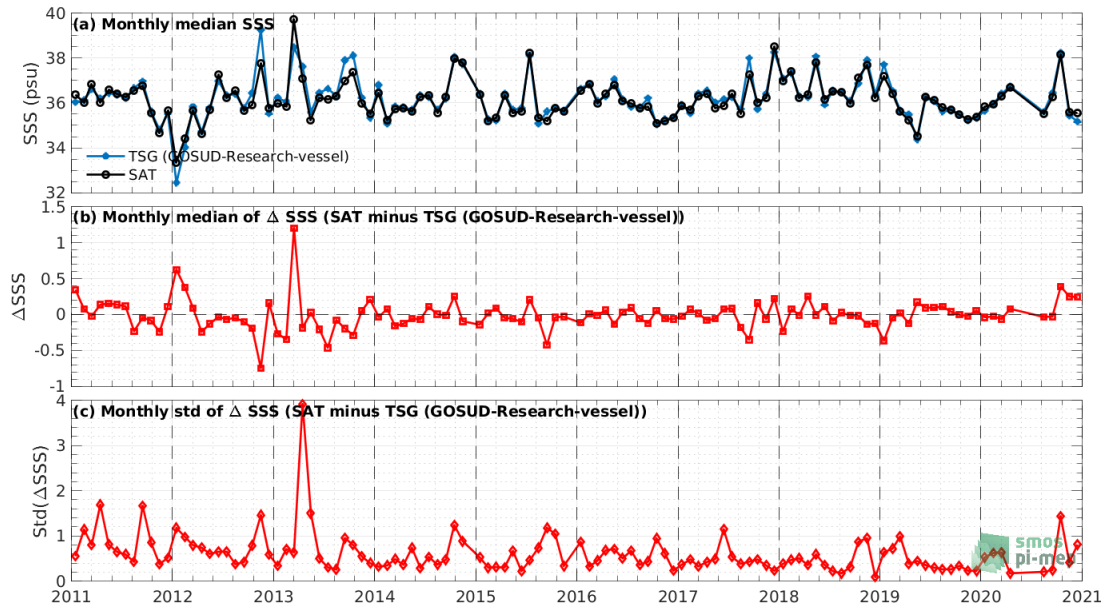 (a) Monthly median SSS
40
38
36
34
32
SSS (psu)
TSG (GOSUD-Research-vessel)
SAT
(b) Monthly median of Δ SSS (SAT minus TSG (GOSUD-Research-vessel))
1.5
1
0.5
0
-0.5
-1
ΔSSS
(c) Monthly std of Δ SSS (SAT minus TSG (GOSUD-Research-vessel))
4
3
2
1
0
Std(ΔSSS)
smos
pi-mep
2011 2012 2013 2014 2015 2016 2017 2018 2019 2020 2021